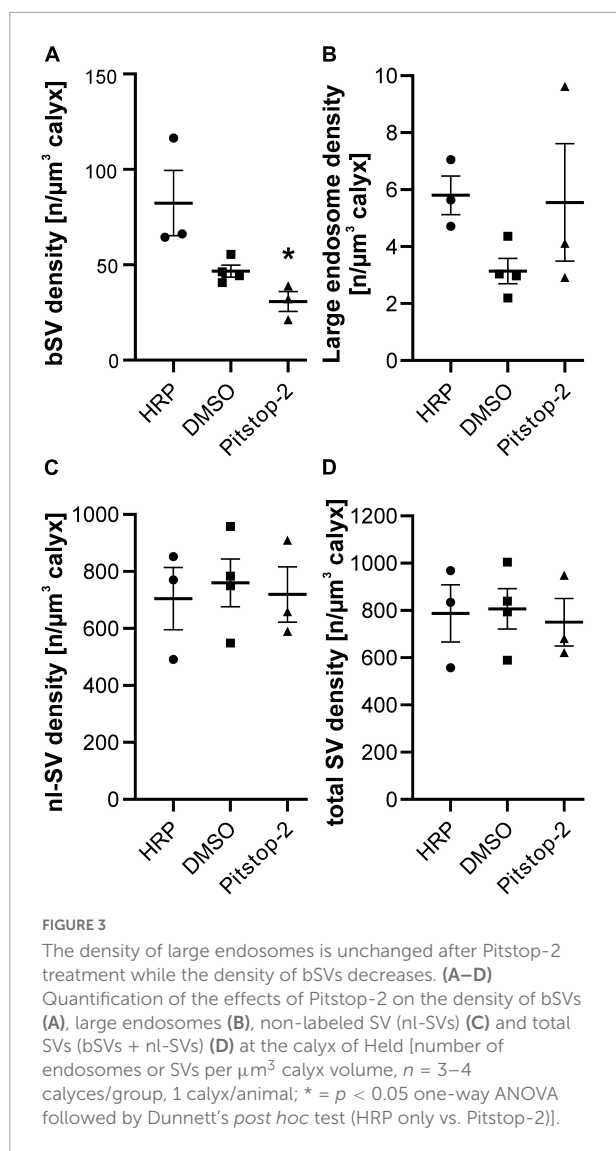 A
bSV density [n/μm³ calyx]
150
100
50
0
HRP
DMSO
Pitstop-2
*
B
Large endosome density
[n/μm³ calyx]
10
8
6
4
2
0
HRP
DMSO
Pitstop-2
C
nl-SV density [n/μm³ calyx]
1000
800
600
400
200
0
HRP
DMSO
Pitstop-2
D
total SV density [n/μm³ calyx]
1200
1000
800
600
400
200
0
HRP
DMSO
Pitstop-2
FIGURE 3
The density of large endosomes is unchanged after Pitstop-2
treatment while the density of bSVs decreases. (A–D)
Quantification of the effects of Pitstop-2 on the density of bSVs
(A), large endosomes (B), non-labeled SV (nl-SVs) (C) and total
SVs (bSVs + nl-SVs) (D) at the calyx of Held [number of
endosomes or SVs per μm³ calyx volume, n = 3–4
calyces/group, 1 calyx/animal; * = p < 0.05 one-way ANOVA
followed by Dunnett's post hoc test (HRP only vs. Pitstop-2)].